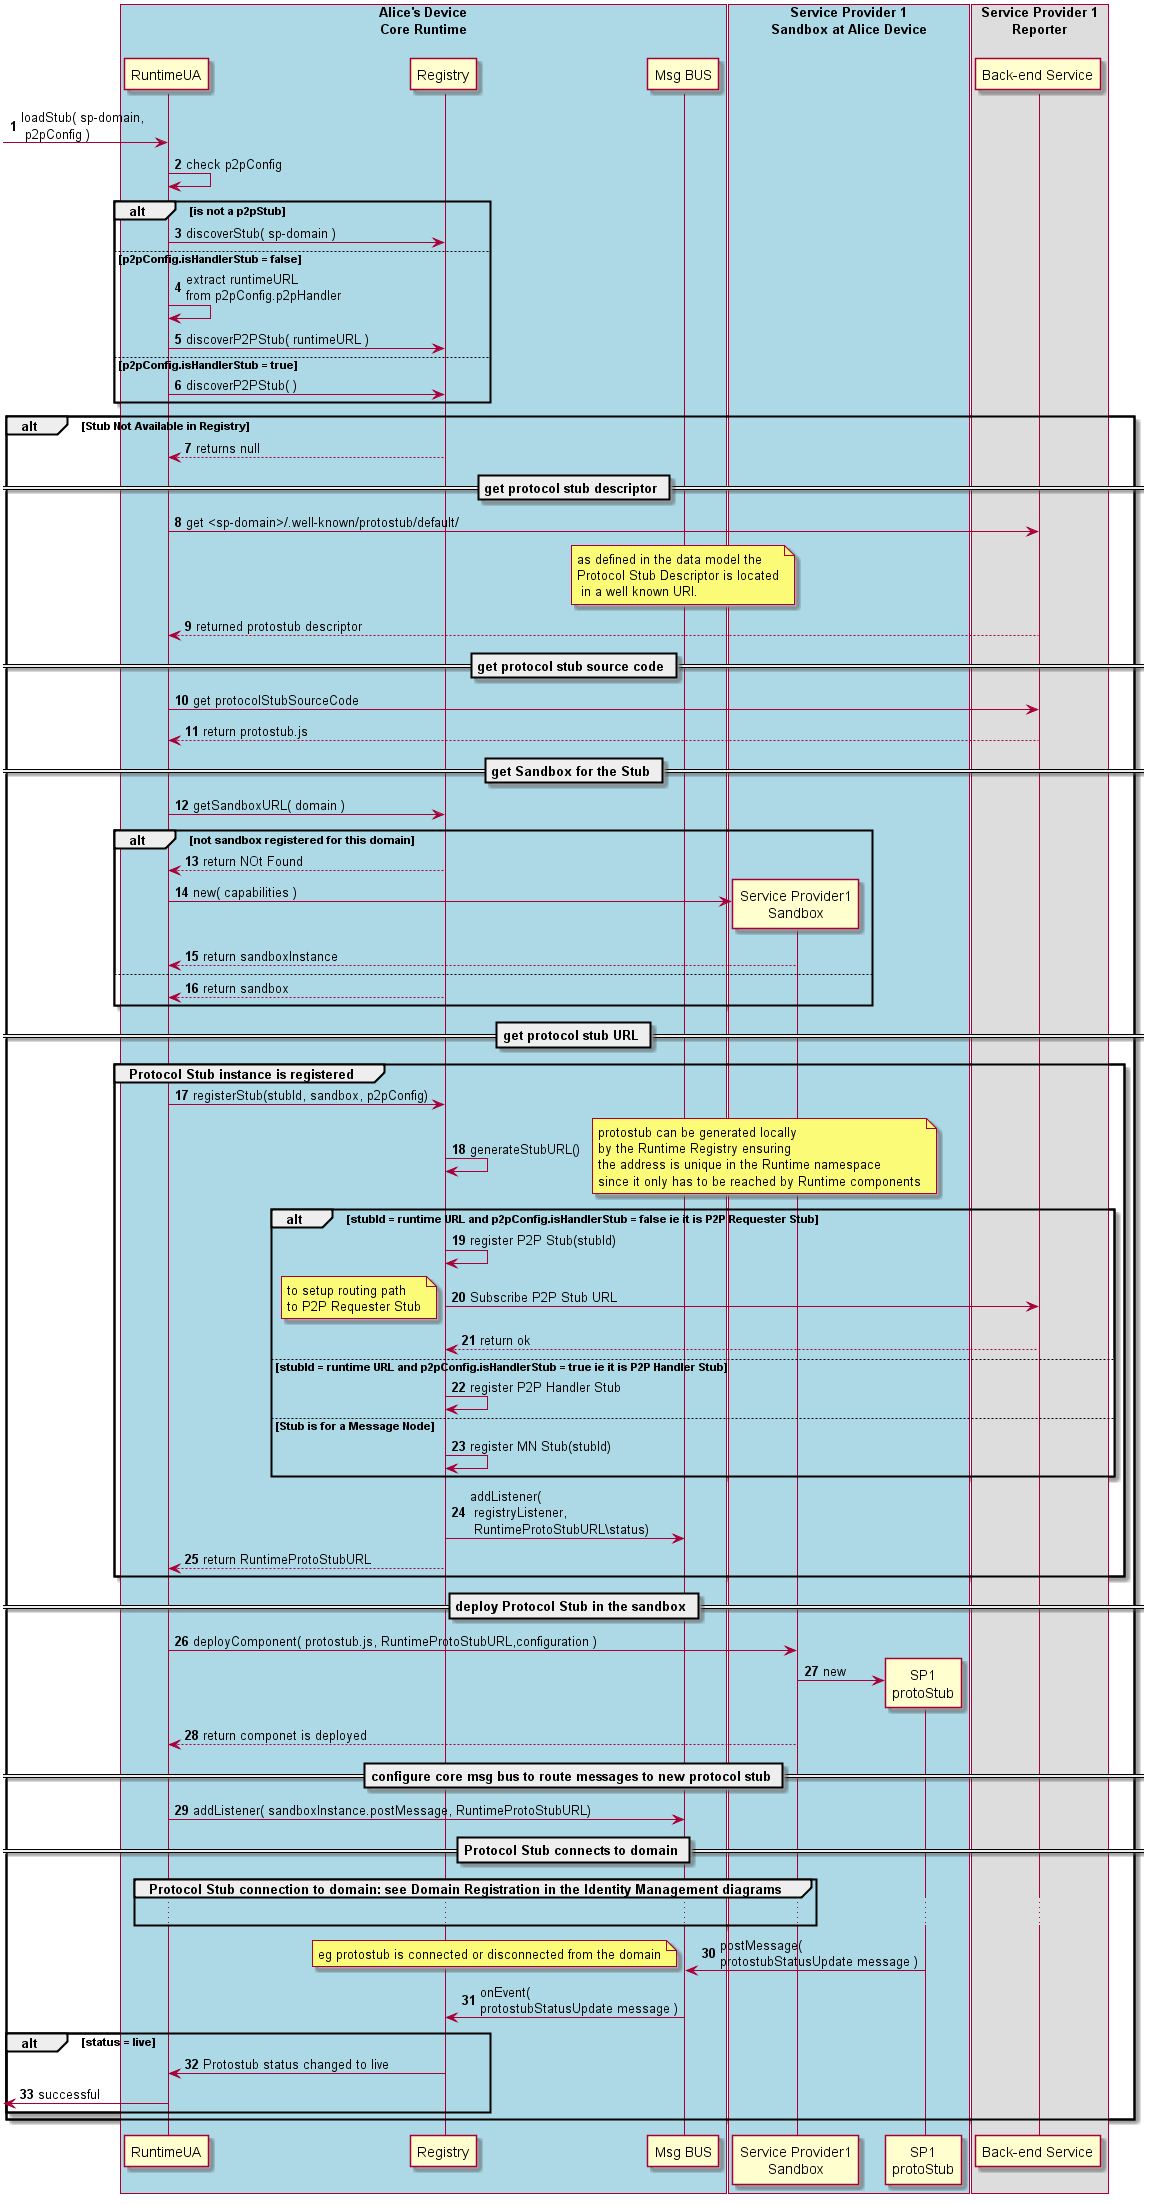 Alice's Device
Core Runtime
Service Provider 1
Sandbox at Alice Device
Service Provider 1
Reporter
RuntimeUA
Registry
Msg BUS
Back-end Service
1 loadStub( sp-domain,
p2pConfig )
2 check p2pConfig
alt [is not a p2pStub]
3 discoverStub( sp-domain )
[p2pConfig.isHandlerStub = false]
4 extract runtimeURL
from p2pConfig.p2pHandler
5 discoverP2PStub( runtimeURL )
[p2pConfig.isHandlerStub = true]
6 discoverP2PStub( )
alt [Stub Not Available in Registry]
7 returns null
get protocol stub descriptor
8 get <sp-domain>/.well-known/protostub/default/
as defined in the data model the
Protocol Stub Descriptor is located
in a well known URI.
9 returned protostub descriptor
get protocol stub source code
10 get protocolStubSourceCode
11 return protostub.js
get Sandbox for the Stub
12 getSandboxURL( domain )
alt [not sandbox registered for this domain]
13 return NOt Found
14 new( capabilities )
Service Provider1
Sandbox
15 return sandboxInstance
16 return sandbox
get protocol stub URL
Protocol Stub instance is registered
17 registerStub(stubId, sandbox, p2pConfig)
18 generateStubURL()
protostub can be generated locally
by the Runtime Registry ensuring
the address is unique in the Runtime namespace
since it only has to be reached by Runtime components
alt [stubId = runtime URL and p2pConfig.isHandlerStub = false ie it is P2P Requester Stub]
19 register P2P Stub(stubId)
to setup routing path
to P2P Requester Stub
20 Subscribe P2P Stub URL
21 return ok
[stubId = runtime URL and p2pConfig.isHandlerStub = true ie it is P2P Handler Stub]
22 register P2P Handler Stub
[Stub is for a Message Node]
23 register MN Stub(stubId)
24 addListener(
registryListener,
RuntimeProtoStubURL\status)
25 return RuntimeProtoStubURL
deploy Protocol Stub in the sandbox
26 deployComponent( protostub.js, RuntimeProtoStubURL,configuration )
27 new
SP1
protoStub
28 return componet is deployed
configure core msg bus to route messages to new protocol stub
29 addListener( sandboxInstance.postMessage, RuntimeProtoStubURL)
Protocol Stub connects to domain
Protocol Stub connection to domain: see Domain Registration in the Identity Management diagrams
eg protostub is connected or disconnected from the domain
30 postMessage(
protostubStatusUpdate message )
31 onEvent(
protostubStatusUpdate message )
alt [status = live]
32 Protostub status changed to live
33 successful
RuntimeUA
Registry
Msg BUS
Service Provider1
Sandbox
SP1
protoStub
Back-end Service